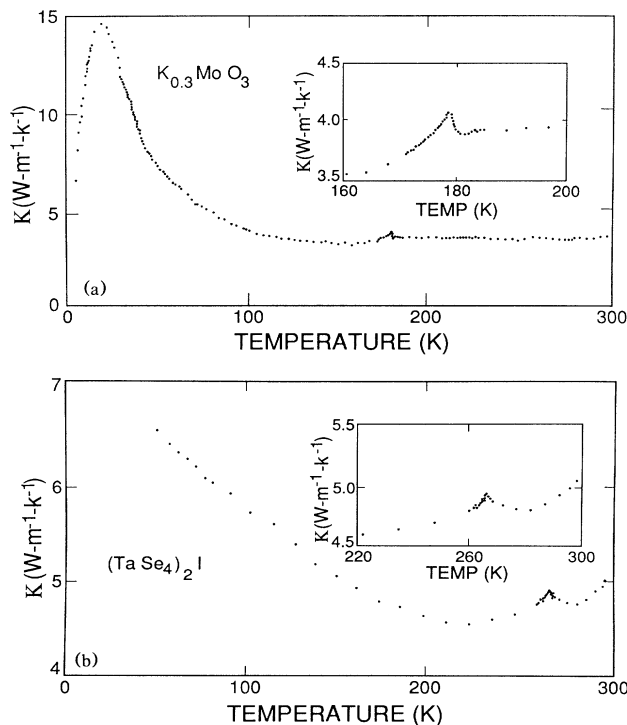 15
10
5
0
K(W-m-1-k-1)
K0.3Mo O3
4.5
4.0
3.5
K(W-m-1-k-1)
160
180
200
TEMP (K)
(a)
0
100
200
300
TEMPERATURE (K)
7
6
5
4
K(W-m-1-k-1)
(Ta Se4)2 I
5.5
5.0
4.5
K(W-m-1-k-1)
220
260
300
TEMP (K)
(b)
0
100
200
300
TEMPERATURE (K)